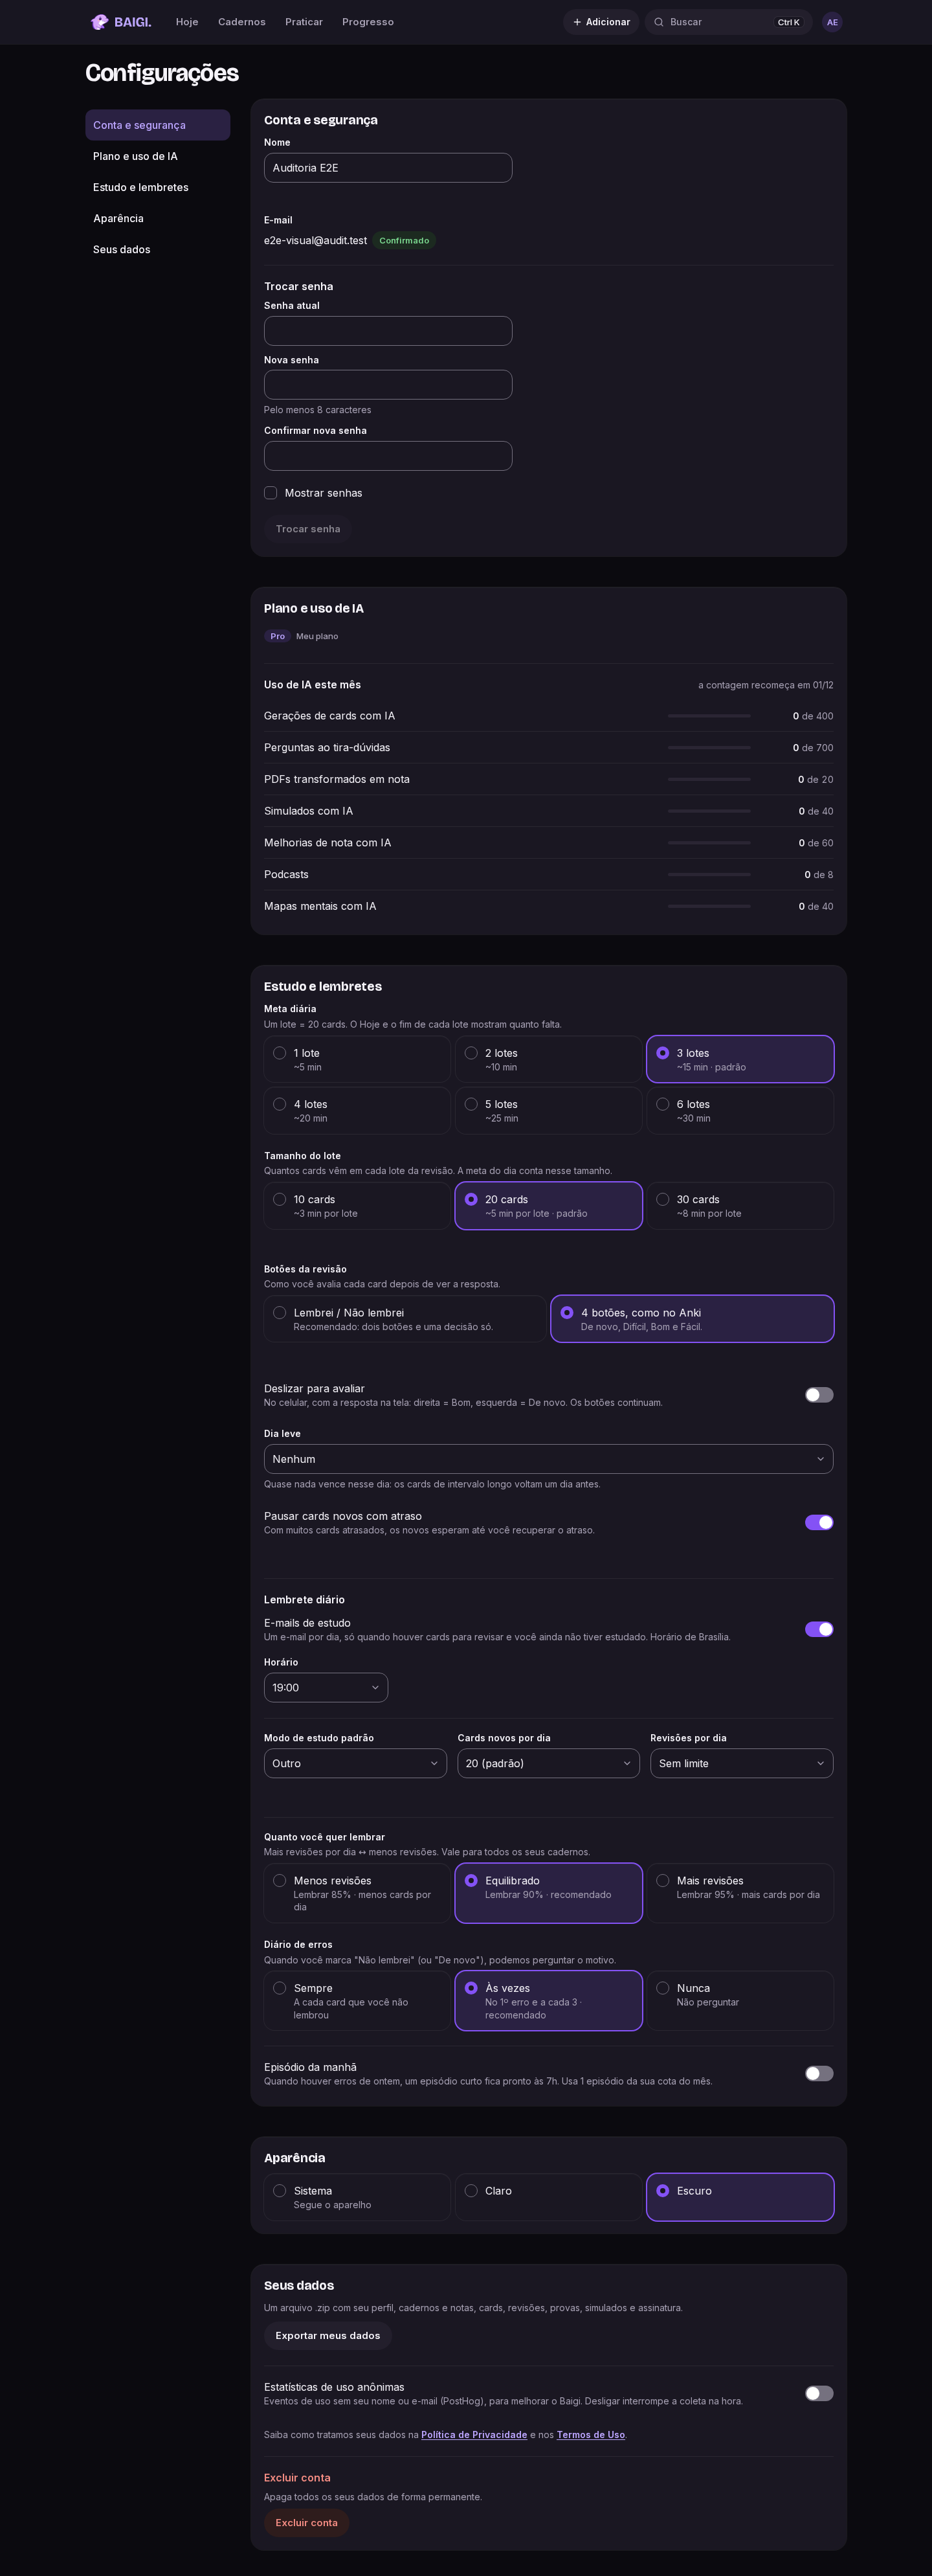 BAIGI.
Hoje
Cadernos
Praticar
Progresso
Adicionar
Buscar
Ctrl K
AE
Configurações
Conta e segurança
Plano e uso de IA
Estudo e lembretes
Aparência
Seus dados
Conta e segurança
Nome
Auditoria E2E
E-mail
e2e-visual@audit.test Confirmado
Trocar senha
Senha atual
Nova senha
Pelo menos 8 caracteres
Confirmar nova senha
Mostrar senhas
Trocar senha
Plano e uso de IA
Pro Meu plano
Uso de IA este mês
a contagem recomeça em 01/12
Gerações de cards com IA 0 de 400
Perguntas ao tira-dúvidas 0 de 700
PDFs transformados em nota 0 de 20
Simulados com IA 0 de 40
Melhorias de nota com IA 0 de 60
Podcasts 0 de 8
Mapas mentais com IA 0 de 40
Estudo e lembretes
Meta diária
Um lote = 20 cards. O Hoje e o fim de cada lote mostram quanto falta.
1 lote
~5 min
2 lotes
~10 min
3 lotes
~15 min · padrão
4 lotes
~20 min
5 lotes
~25 min
6 lotes
~30 min
Tamanho do lote
Quantos cards vêm em cada lote da revisão. A meta do dia conta nesse tamanho.
10 cards
~3 min por lote
20 cards
~5 min por lote · padrão
30 cards
~8 min por lote
Botões da revisão
Como você avalia cada card depois de ver a resposta.
Lembrei / Não lembrei
Recomendado: dois botões e uma decisão só.
4 botões, como no Anki
De novo, Difícil, Bom e Fácil.
Deslizar para avaliar
No celular, com a resposta na tela: direita = Bom, esquerda = De novo. Os botões continuam.
Dia leve
Nenhum
Quase nada vence nesse dia: os cards de intervalo longo voltam um dia antes.
Pausar cards novos com atraso
Com muitos cards atrasados, os novos esperam até você recuperar o atraso.
Lembrete diário
E-mails de estudo
Um e-mail por dia, só quando houver cards para revisar e você ainda não tiver estudado. Horário de Brasília.
Horário
19:00
Modo de estudo padrão
Outro
Cards novos por dia
20 (padrão)
Revisões por dia
Sem limite
Quanto você quer lembrar
Mais revisões por dia ↔ menos revisões. Vale para todos os seus cadernos.
Menos revisões
Lembrar 85% · menos cards por
dia
Equilibrado
Lembrar 90% · recomendado
Mais revisões
Lembrar 95% · mais cards por dia
Diário de erros
Quando você marca "Não lembrei" (ou "De novo"), podemos perguntar o motivo.
Sempre
A cada card que você não
lembrou
Às vezes
No 1º erro e a cada 3 ·
recomendado
Nunca
Não perguntar
Episódio da manhã
Quando houver erros de ontem, um episódio curto fica pronto às 7h. Usa 1 episódio da sua cota do mês.
Aparência
Sistema
Segue o aparelho
Claro
Escuro
Seus dados
Um arquivo .zip com seu perfil, cadernos e notas, cards, revisões, provas, simulados e assinatura.
Exportar meus dados
Estatísticas de uso anônimas
Eventos de uso sem seu nome ou e-mail (PostHog), para melhorar o Baigi. Desligar interrompe a coleta na hora.
Saiba como tratamos seus dados na Política de Privacidade e nos Termos de Uso.
Excluir conta
Apaga todos os seus dados de forma permanente.
Excluir conta